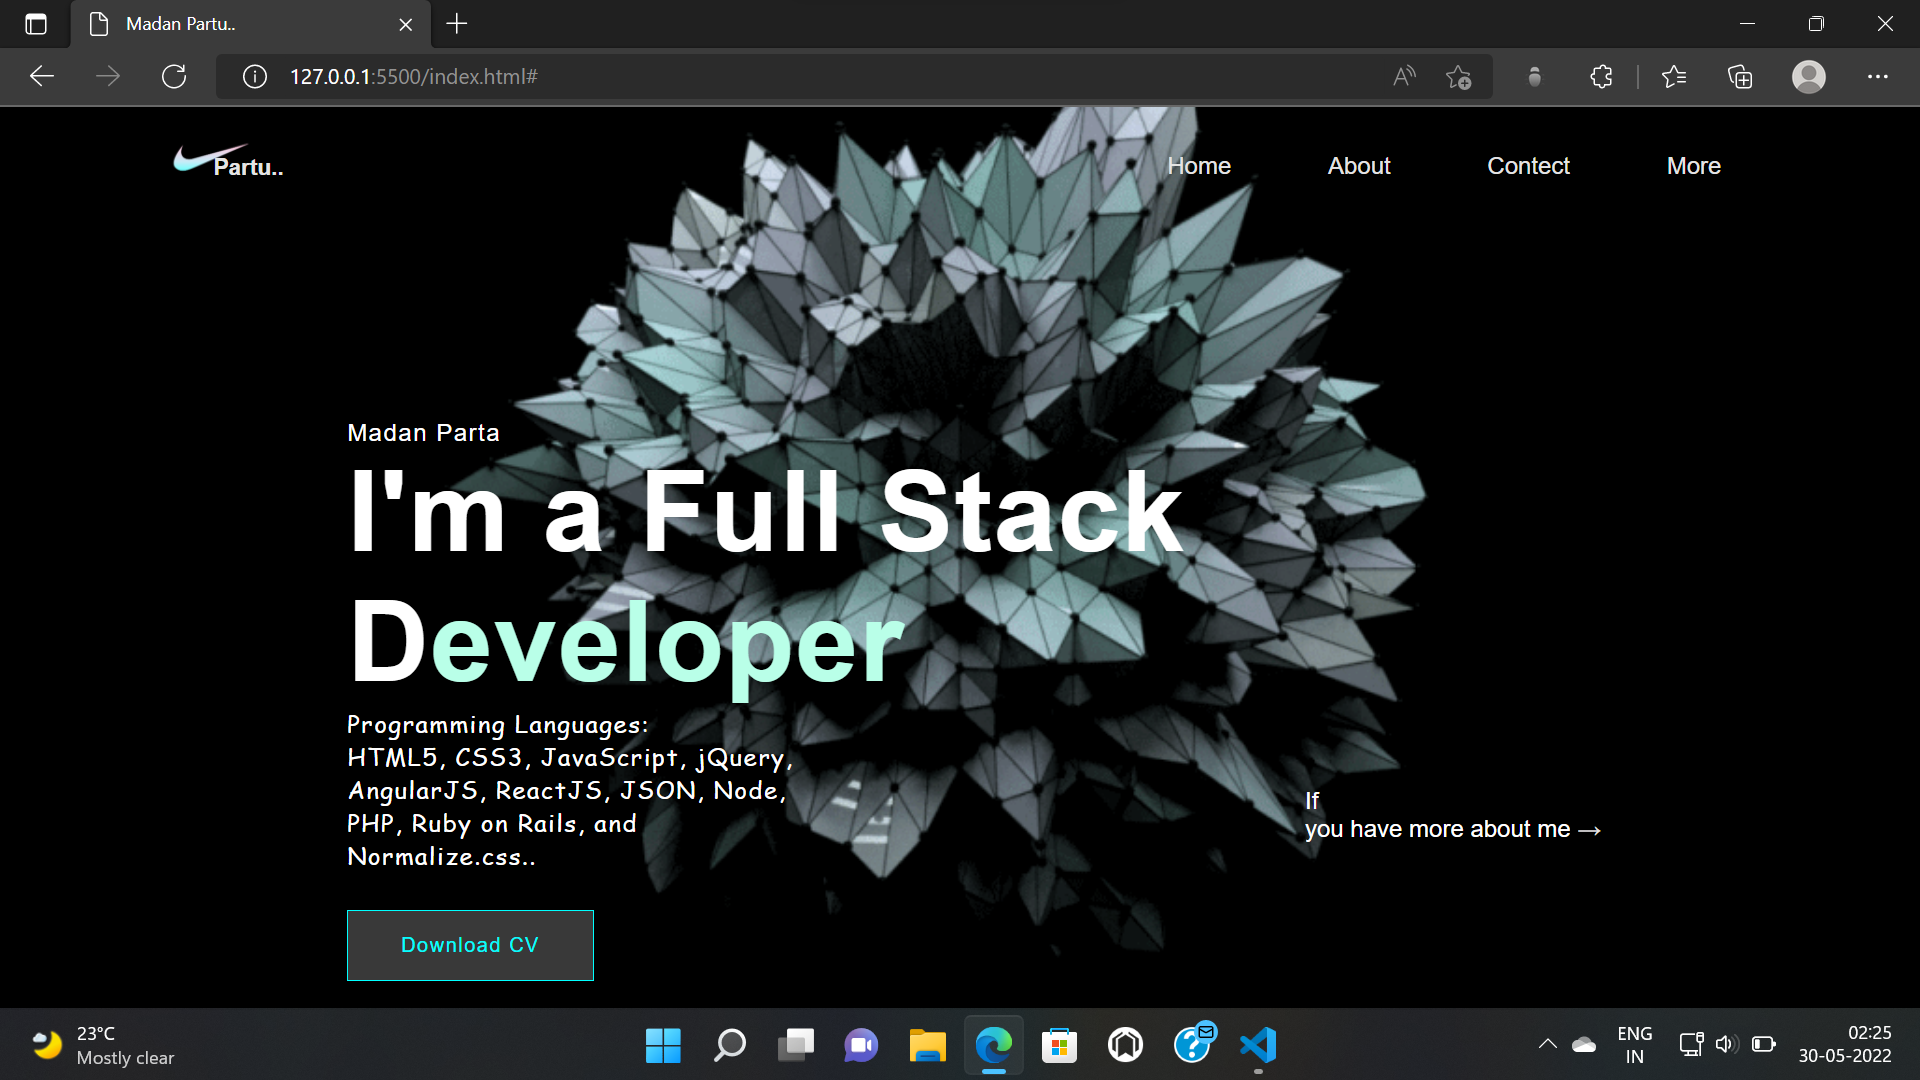 Madan Partu..
127.0.0.1:5500/index.html#
Partu..
Home
About
Contect
More
Madan Parta
I'm a Full Stack
Developer
Programming Languages:
HTML5, CSS3, JavaScript, jQuery,
AngularJS, ReactJS, JSON, Node,
PHP, Ruby on Rails, and
Normalize.css..
If
you have more about me →
Download CV
23°C
Mostly clear
ENG
IN
02:25
30-05-2022